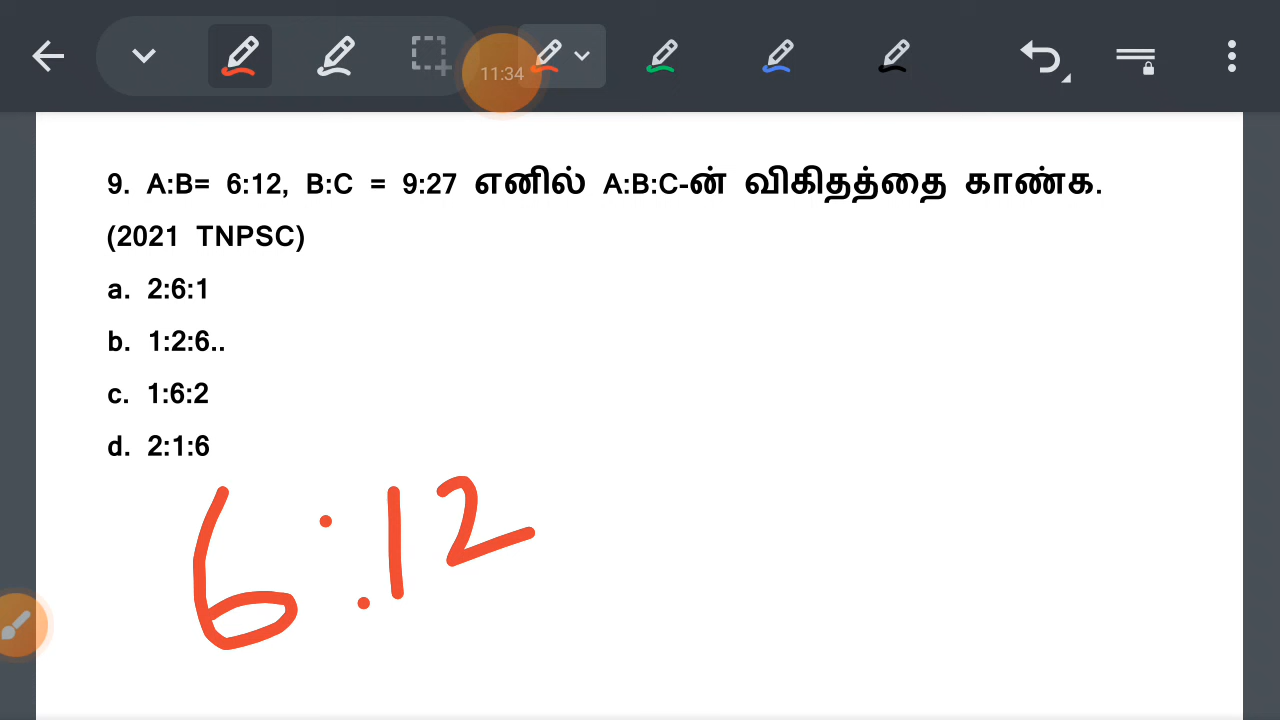 11:34
9. A:B= 6:12, B:C = 9:27 எனில் A:B:C-ன் விகிதத்தை காண்க.
(2021 TNPSC)
a. 2:6:1
b. 1:2:6..
c. 1:6:2
d. 2:1:6
6:12